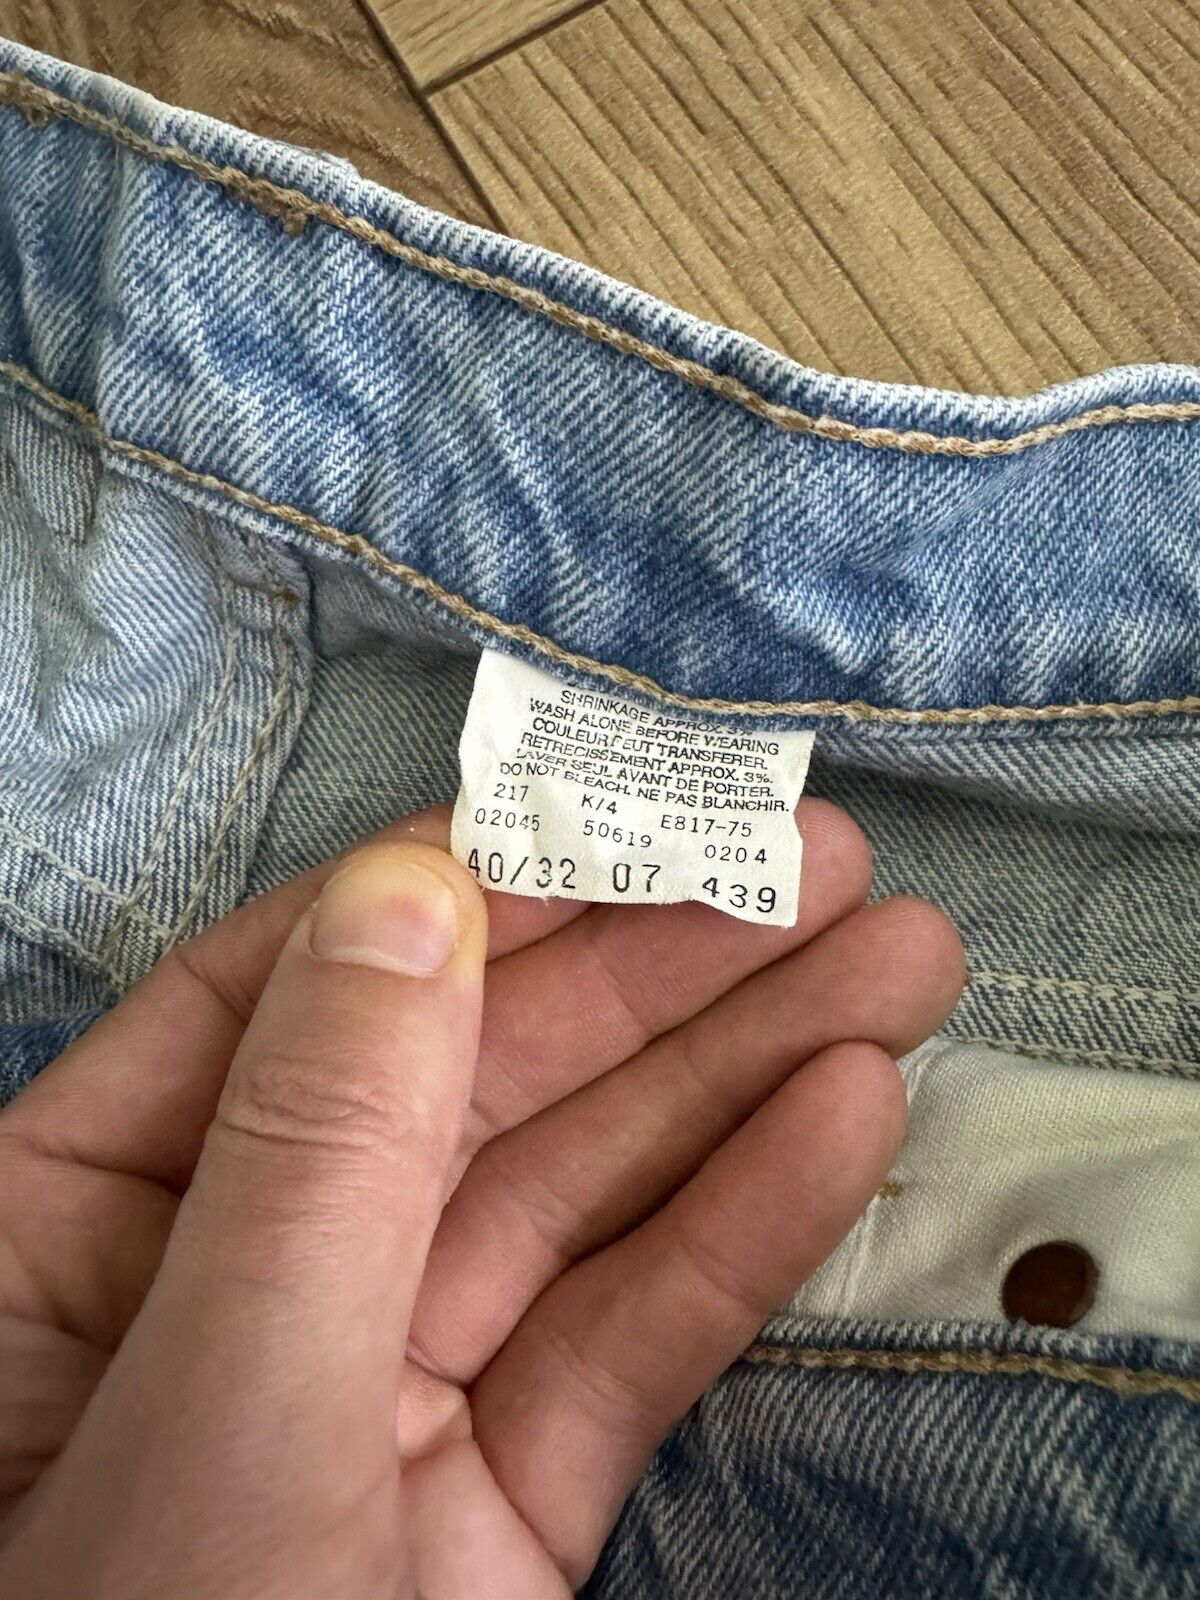 SHRINKAGE APPROX. 3%
WASH ALONE BEFORE WEARING
COULEUR PEUT TRANSFERER.
RETRECISSEMENT APPROX. 3%.
LAVER SEUL AVANT DE PORTER.
DO NOT BLEACH. NE PAS BLANCHIR.
217 K/4 E817-75
02045 50619 0204
40/32 07 439